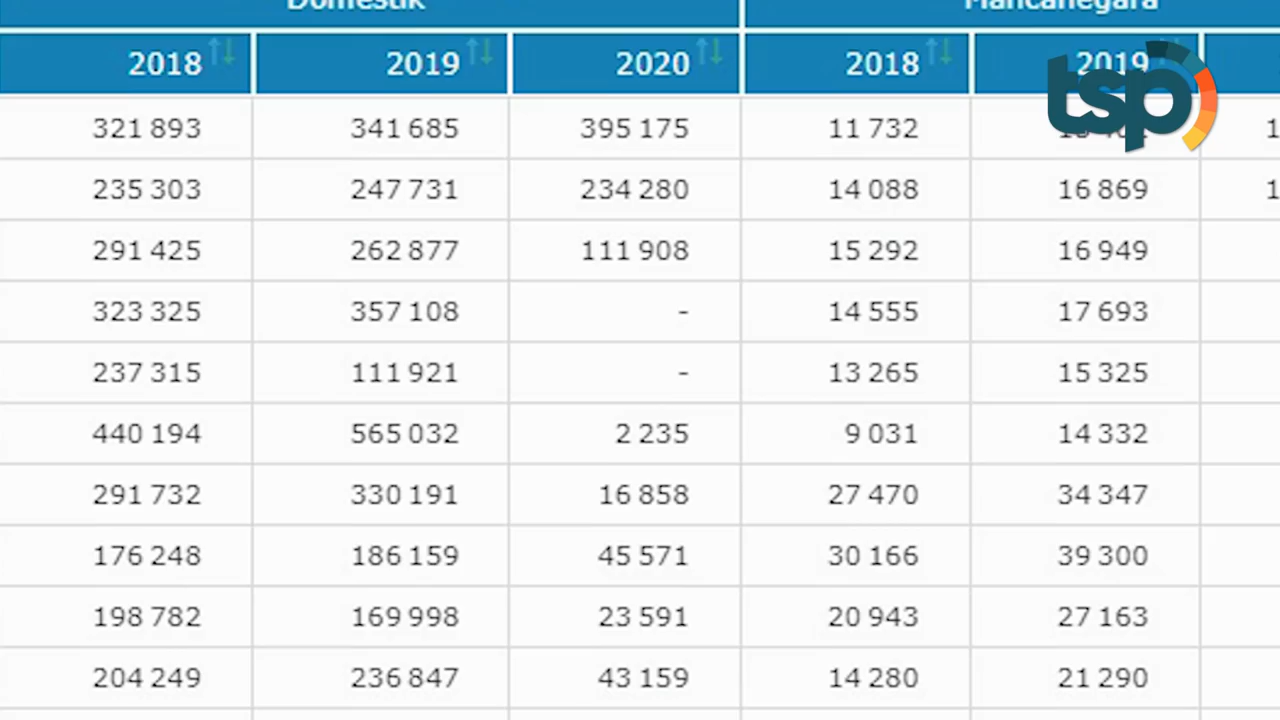 Domestik Mancanegara
2018 2019 2020 2018 2019
321 893 341 685 395 175 11 732
235 303 247 731 234 280 14 088 16 869
291 425 262 877 111 908 15 292 16 949
323 325 357 108 - 14 555 17 693
237 315 111 921 - 13 265 15 325
440 194 565 032 2 235 9 031 14 332
291 732 330 191 16 858 27 470 34 347
176 248 186 159 45 571 30 166 39 300
198 782 169 998 23 591 20 943 27 163
204 249 236 847 43 159 14 280 21 290
tsp